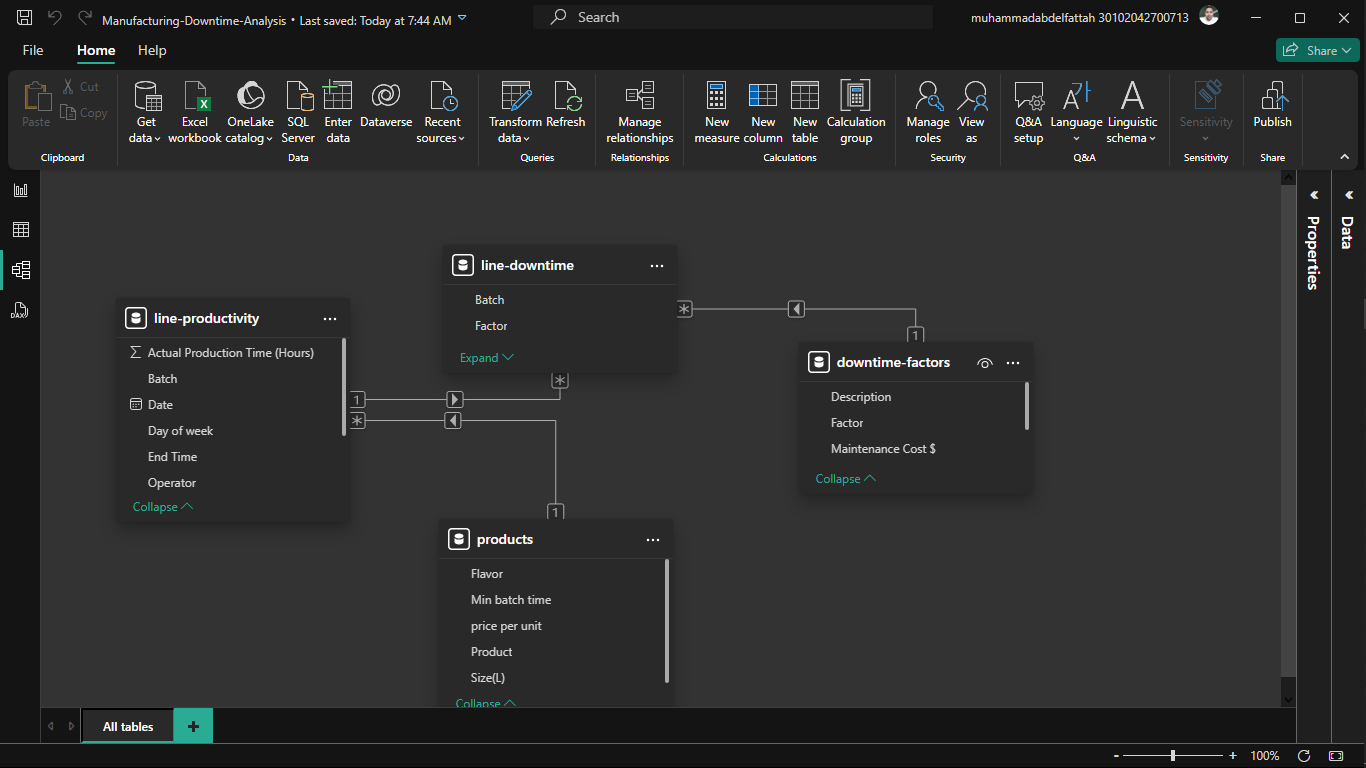 Manufacturing-Downtime-Analysis • Last saved: Today at 7:44 AM
Search
muhammadabdelfattah 30102042700713
File
Home
Help
Share
Paste
Cut
Copy
Clipboard
Get data
Excel workbook
OneLake catalog
SQL Server
Enter data
Dataverse
Recent sources
Data
Transform data
Refresh
Queries
Manage relationships
Relationships
New measure
New column
New table
Calculation group
Calculations
Manage roles
View as
Security
Q&A setup
Language
Linguistic schema
Q&A
Sensitivity
Sensitivity
Publish
Share
DAX
line-productivity
Actual Production Time (Hours)
Batch
Date
Day of week
End Time
Operator
Collapse
line-downtime
Batch
Factor
Expand
downtime-factors
Description
Factor
Maintenance Cost $
Collapse
products
Flavor
Min batch time
price per unit
Product
Size(L)
Collapse
1
*
*
1
*
1
Properties
Data
All tables
+
- + 100%